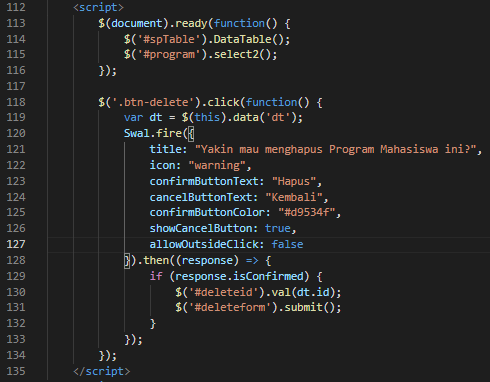 112 <script>
113 $(document).ready(function() {
114 $('#spTable').DataTable();
115 $('#program').select2();
116 });
117
118 $('.btn-delete').click(function() {
119 var dt = $(this).data('dt');
120 Swal.fire({
121 title: "Yakin mau menghapus Program Mahasiswa ini?",
122 icon: "warning",
123 confirmButtonText: "Hapus",
124 cancelButtonText: "Kembali",
125 confirmButtonColor: "#d9534f",
126 showCancelButton: true,
127 allowOutsideClick: false
128 }).then((response) => {
129 if (response.isConfirmed) {
130 $('#deleteid').val(dt.id);
131 $('#deleteform').submit();
132 }
133 });
134 });
135 </script>